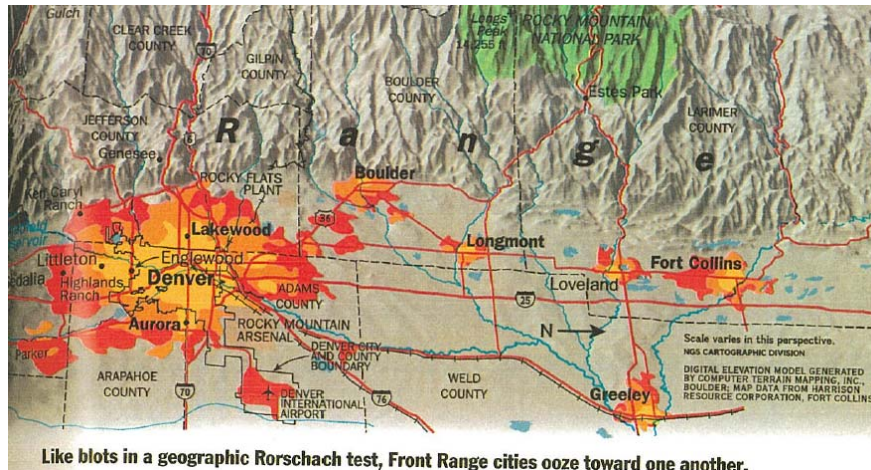 Gulch
CLEAR CREEK
COUNTY
70
GILPIN
COUNTY
BOULDER
COUNTY
Longs
Peak
14,255 ft
ROCKY MOUNTAIN
NATIONAL PARK
Estes Park
LARIMER
COUNTY
JEFFERSON
COUNTY
Genesee
6
R a n g e
ROCKY FLATS
PLANT
Boulder
36
Ken Caryl
Ranch
Lakewood
Englewood
Littleton
Highlands
Ranch
Denver
ADAMS
COUNTY
Longmont
Loveland
Fort Collins
25
N
Aurora
ROCKY MOUNTAIN
ARSENAL
DENVER CITY
AND COUNTY
BOUNDARY
Parker
ARAPAHOE
COUNTY
70
DENVER
INTERNATIONAL
AIRPORT
76
WELD
COUNTY
Greeley
Scale varies in this perspective.
NGS CARTOGRAPHIC DIVISION
DIGITAL ELEVATION MODEL GENERATED
BY COMPUTER TERRAIN MAPPING, INC.,
BOULDER; MAP DATA FROM HARRISON
RESOURCE CORPORATION, FORT COLLINS
Like blots in a geographic Rorschach test, Front Range cities ooze toward one another.